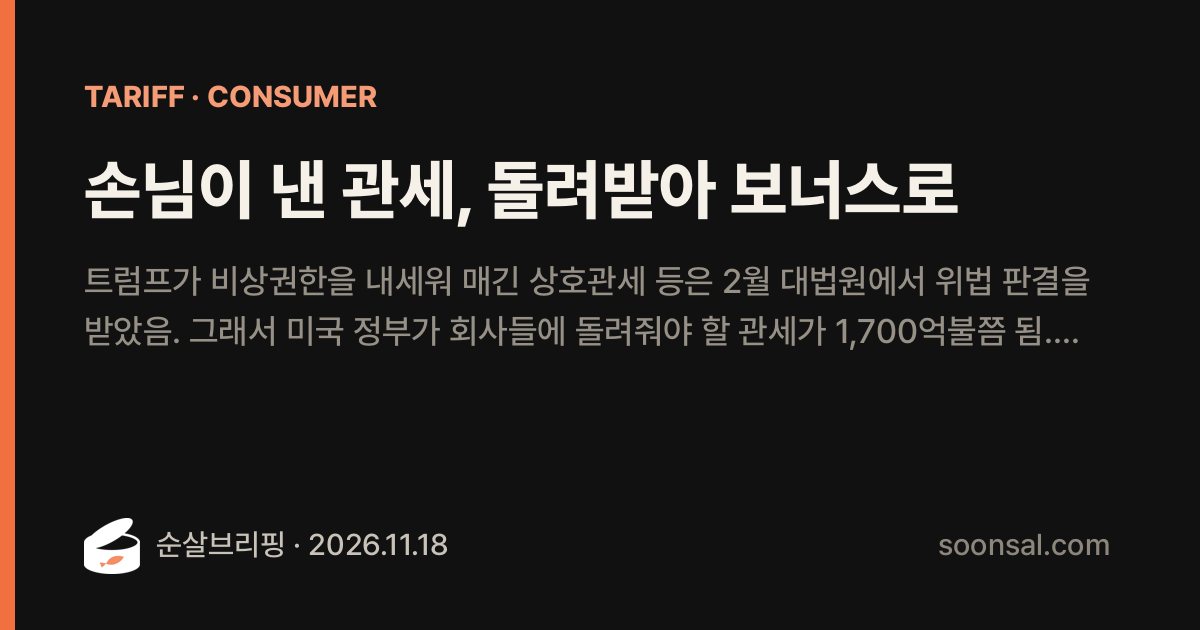 TARIFF · CONSUMER
손님이 낸 관세, 돌려받아 보너스로
트럼프가 비상권한을 내세워 매긴 상호관세 등은 2월 대법원에서 위법 판결을
받았음. 그래서 미국 정부가 회사들에 돌려줘야 할 관세가 1,700억불쯤 됨....
순살브리핑 · 2026.11.18
soonsal.com